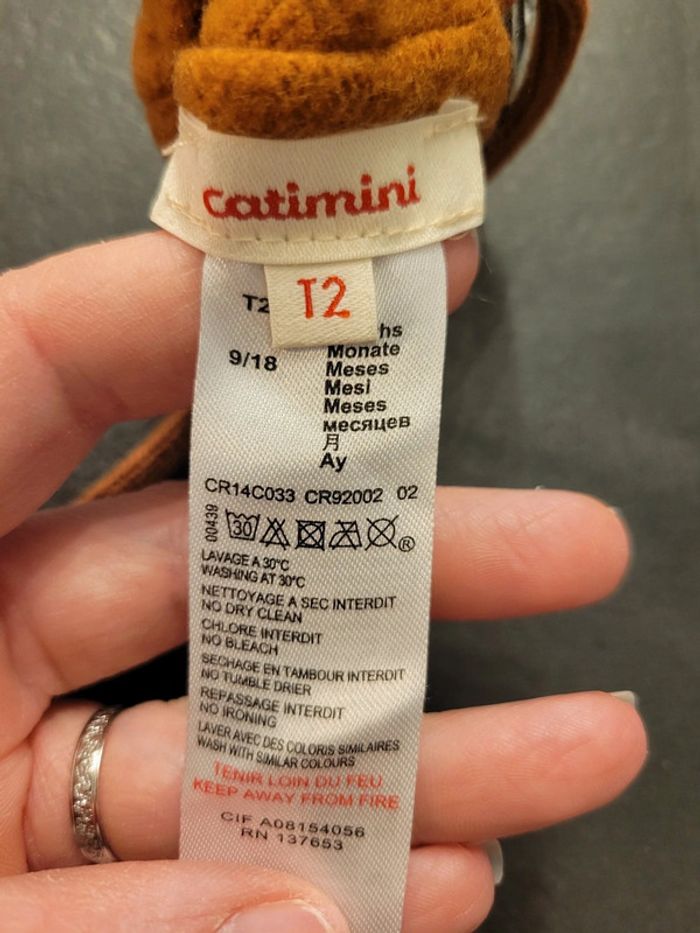 catimini
T2
T2
hs
Monate
9/18
Meses
Mesi
Meses
месяцев
月
Ay
CR14C033 CR92002 02
00439
30
®
LAVAGE A 30°C
WASHING AT 30°C
NETTOYAGE A SEC INTERDIT
NO DRY CLEAN
CHLORE INTERDIT
NO BLEACH
SECHAGE EN TAMBOUR INTERDIT
NO TUMBLE DRIER
REPASSAGE INTERDIT
NO IRONING
LAVER AVEC DES COLORIS SIMILAIRES
WASH WITH SIMILAR COLOURS
TENIR LOIN DU FEU
KEEP AWAY FROM FIRE
CIF A08154056
RN 137653